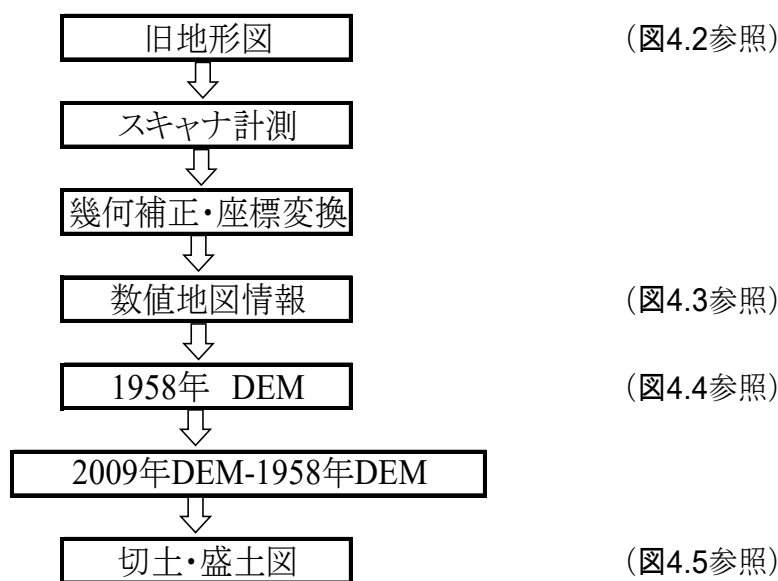 旧地形図 （図4.2参照）
スキャナ計測
幾何補正・座標変換
数値地図情報 （図4.3参照）
1958年 DEM （図4.4参照）
2009年DEM-1958年DEM
切土・盛土図 （図4.5参照）